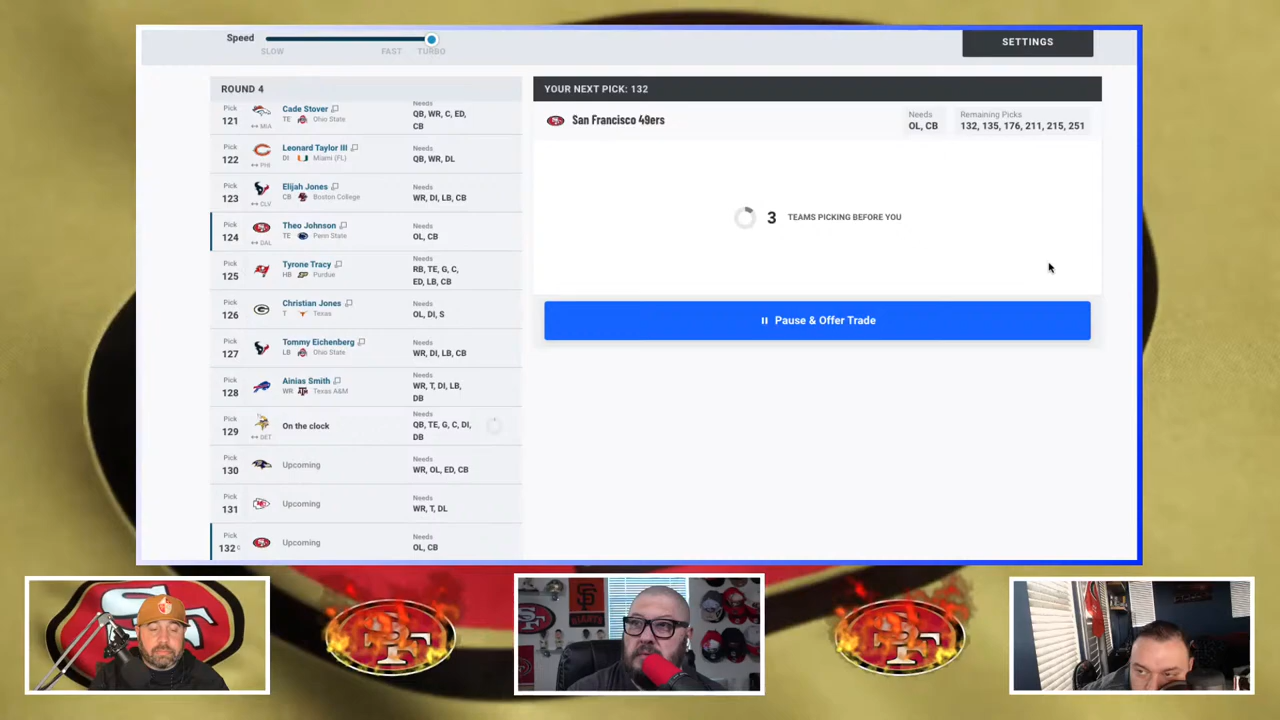 Speed
SLOW FAST TURBO
SETTINGS
ROUND 4
Pick 121
MIA
Cade Stover
TE Ohio State
Needs
QB, WR, C, ED,
CB
Pick 122
PHI
Leonard Taylor III
DI Miami (FL)
Needs
QB, WR, DL
Pick 123
CLV
Elijah Jones
CB Boston College
Needs
WR, DI, LB, CB
Pick 124
DAL
Theo Johnson
TE Penn State
Needs
OL, CB
Pick 125
Tyrone Tracy
HB Purdue
Needs
RB, TE, G, C,
ED, LB, CB
Pick 126
Christian Jones
T Texas
Needs
OL, DI, S
Pick 127
Tommy Eichenberg
LB Ohio State
Needs
WR, DI, LB, CB
Pick 128
Ainias Smith
WR Texas A&M
Needs
WR, T, DI, LB,
DB
Pick 129
DET
On the clock
Needs
QB, TE, G, C, DI,
DB
Pick 130
Upcoming
Needs
WR, OL, ED, CB
Pick 131
Upcoming
Needs
WR, T, DL
Pick 132 c
Upcoming
Needs
OL, CB
YOUR NEXT PICK: 132
San Francisco 49ers
Needs
OL, CB
Remaining Picks
132, 135, 176, 211, 215, 251
3 TEAMS PICKING BEFORE YOU
Pause & Offer Trade
SF
GIANTS